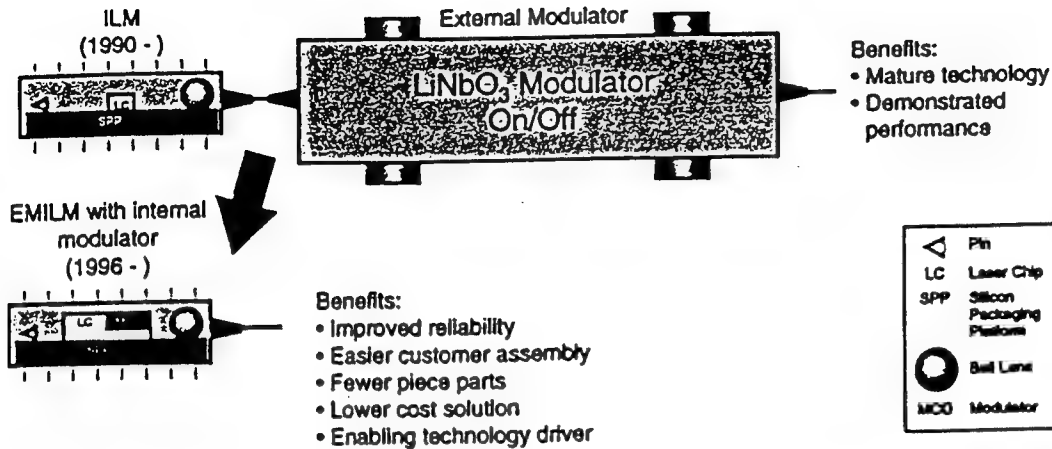 ILM
(1990 - )
External Modulator
LiNbO3 Modulator
On/Off
LC
SPP
Benefits:
• Mature technology
• Demonstrated
performance
EMILM with internal
modulator
(1996 - )
LC
Benefits:
• Improved reliability
• Easier customer assembly
• Fewer piece parts
• Lower cost solution
• Enabling technology driver
Pin
LC Laser Chip
SPP Silicon
Packaging
Platform
Ball Lens
MOD Modulator